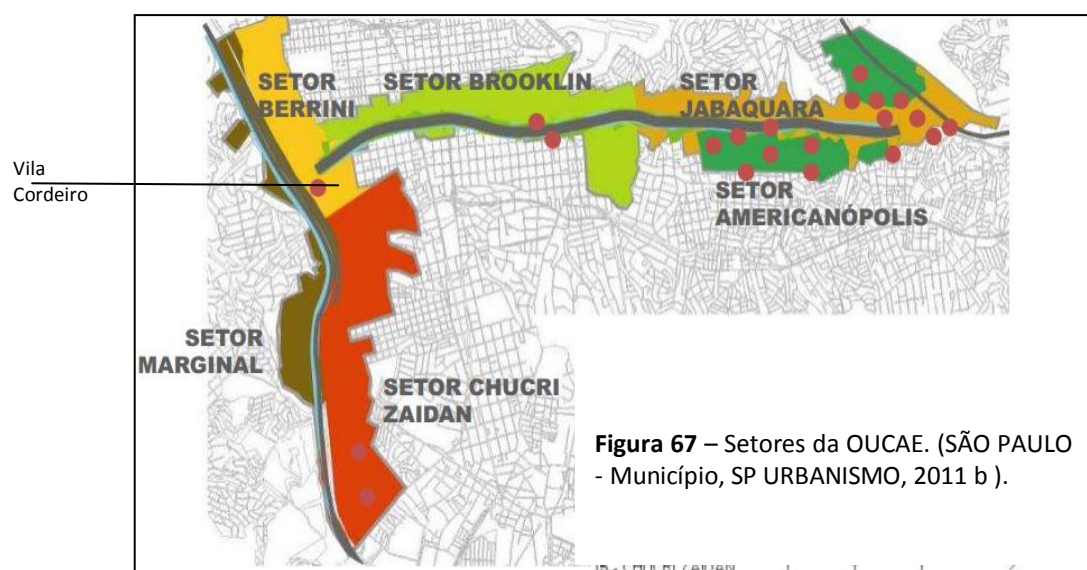 SETOR
BERRINI
SETOR BROOKLIN
SETOR
JABAQUARA
Vila
Cordeiro
SETOR
AMERICANÓPOLIS
SETOR
MARGINAL
SETOR CHUCRI
ZAIDAN
Figura 67 – Setores da OUCAE. (SÃO PAULO
- Município, SP URBANISMO, 2011 b ).